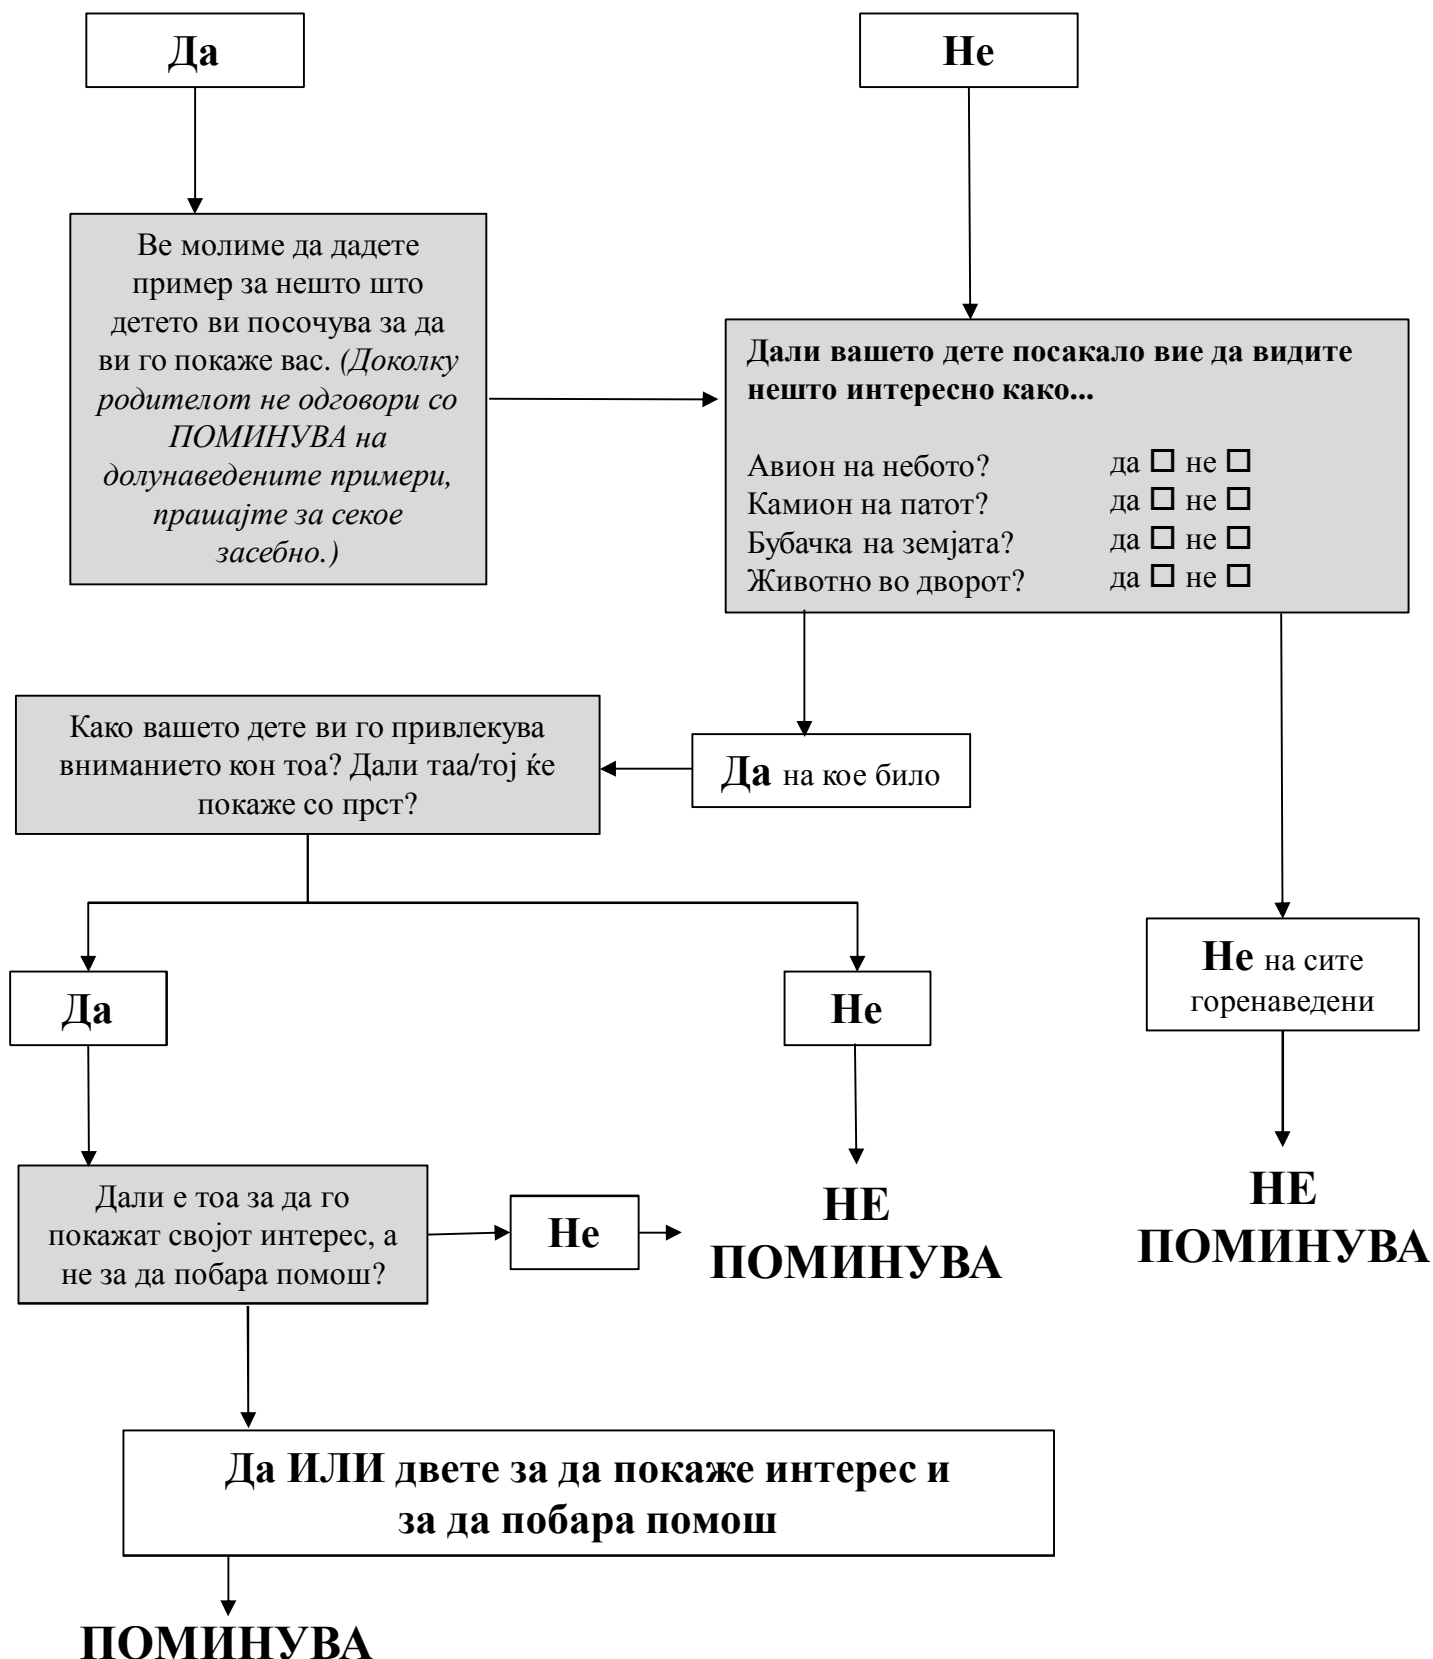 Да
Не
Ве молиме да дадете
пример за нешто што
детето ви посочува за да
ви го покаже вас. (Доколку
родителот не одговори со
ПОМИНУВА на
долунаведените примери,
прашајте за секое
засебно.)
Дали вашето дете посакало вие да видите
нешто интересно како...
Авион на небото? да □ не □
Камион на патот? да □ не □
Бубачка на земјата? да □ не □
Животно во дворот? да □ не □
Како вашето дете ви го привлекува
вниманието кон тоа? Дали таа/тој ќе
покаже со прст?
Да на кое било
Да
Не
Не на сите
горенаведени
Дали е тоа за да го
покажат својот интерес, а
не за да побара помош?
Не
НЕ
ПОМИНУВА
НЕ
ПОМИНУВА
Да ИЛИ двете за да покаже интерес и
за да побара помош
ПОМИНУВА